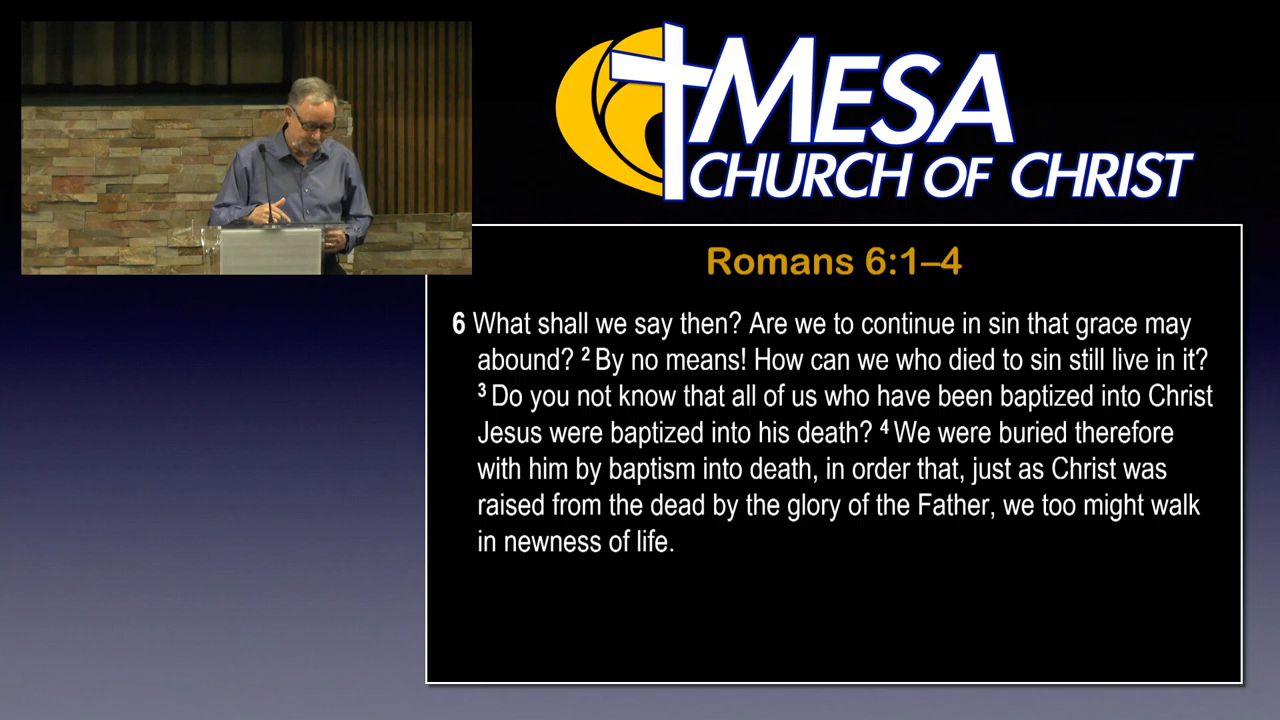 MESA
CHURCH OF CHRIST
Romans 6:1–4
6 What shall we say then? Are we to continue in sin that grace may
abound? 2 By no means! How can we who died to sin still live in it?
3 Do you not know that all of us who have been baptized into Christ
Jesus were baptized into his death? 4 We were buried therefore
with him by baptism into death, in order that, just as Christ was
raised from the dead by the glory of the Father, we too might walk
in newness of life.